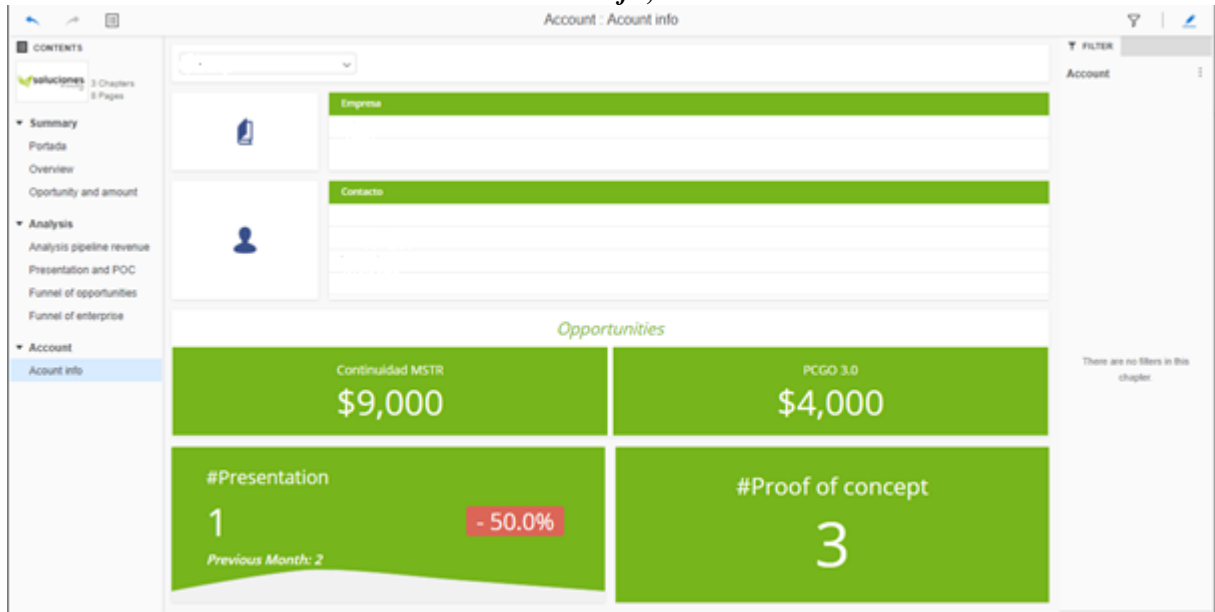 Account : Acount info
CONTENTS
soluciones
3 Chapters
8 Pages
Summary
Portada
Overview
Oportunity and amount
Analysis
Analysis pipeline revenue
Presentation and POC
Funnel of opportunities
Funnel of enterprise
Account
Acount info
Empresa
Contacto
Opportunities
Continuidad MSTR
$9,000
PCGO 3.0
$4,000
#Presentation
1
- 50.0%
Previous Month: 2
#Proof of concept
3
FILTER
Account
There are no filters in this
chapter.